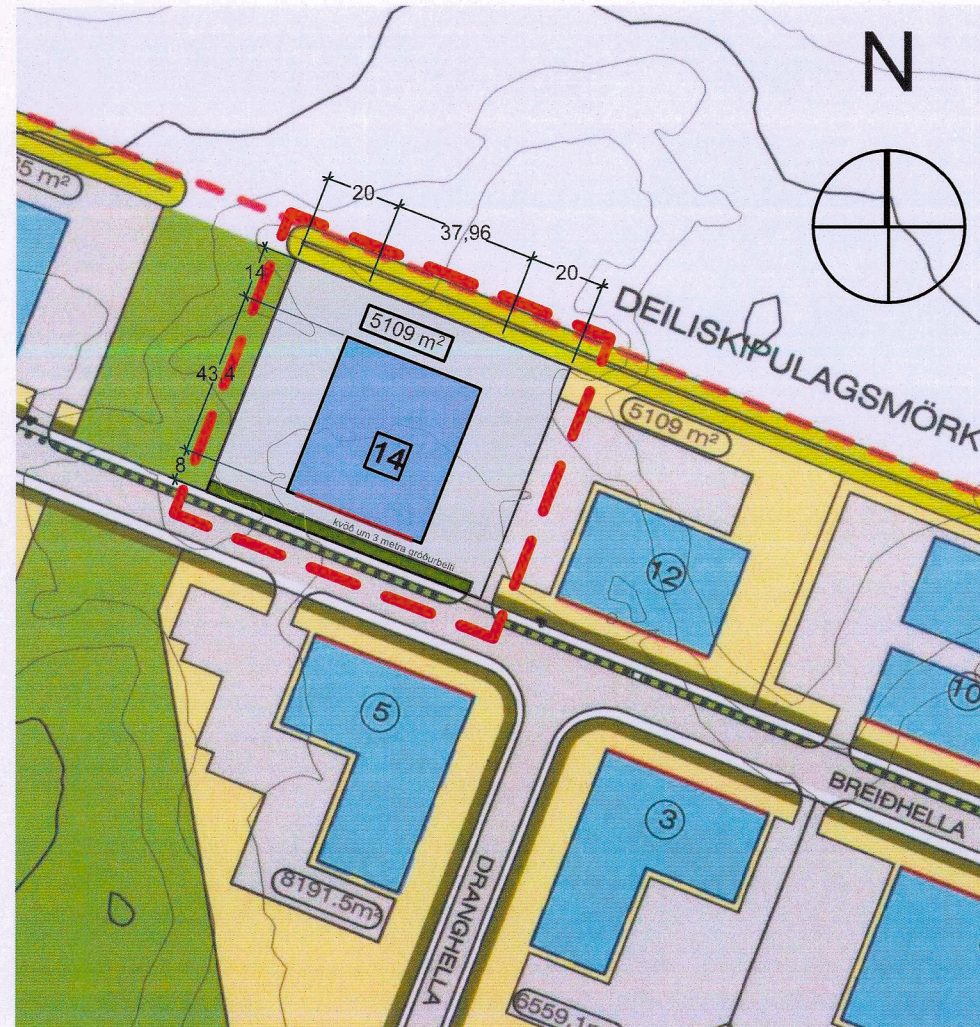 N
35 m²
20
37,96
20
14
DEILISKIPULAGSMÖRK
5109 m²
43,4
5109 m²
14
8
kvöð um 3 metra gróðurbelti
12
10
5
3
BREIÐHELLA
8191.5m²
DRANGHELLA